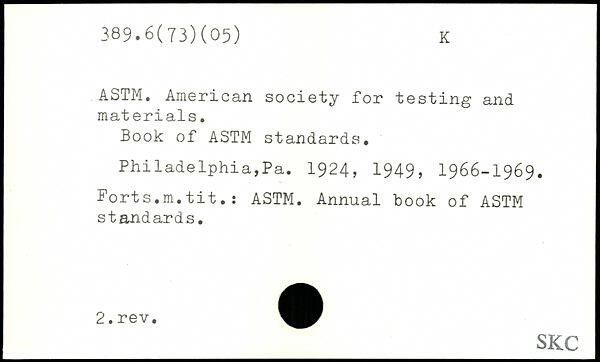 389.6(73)(05) K
ASTM. American society for testing and
materials.
Book of ASTM standards.
Philadelphia,Pa. 1924, 1949, 1966-1969.
Forts.m.tit.: ASTM. Annual book of ASTM
standards.
2.rev.
SKC